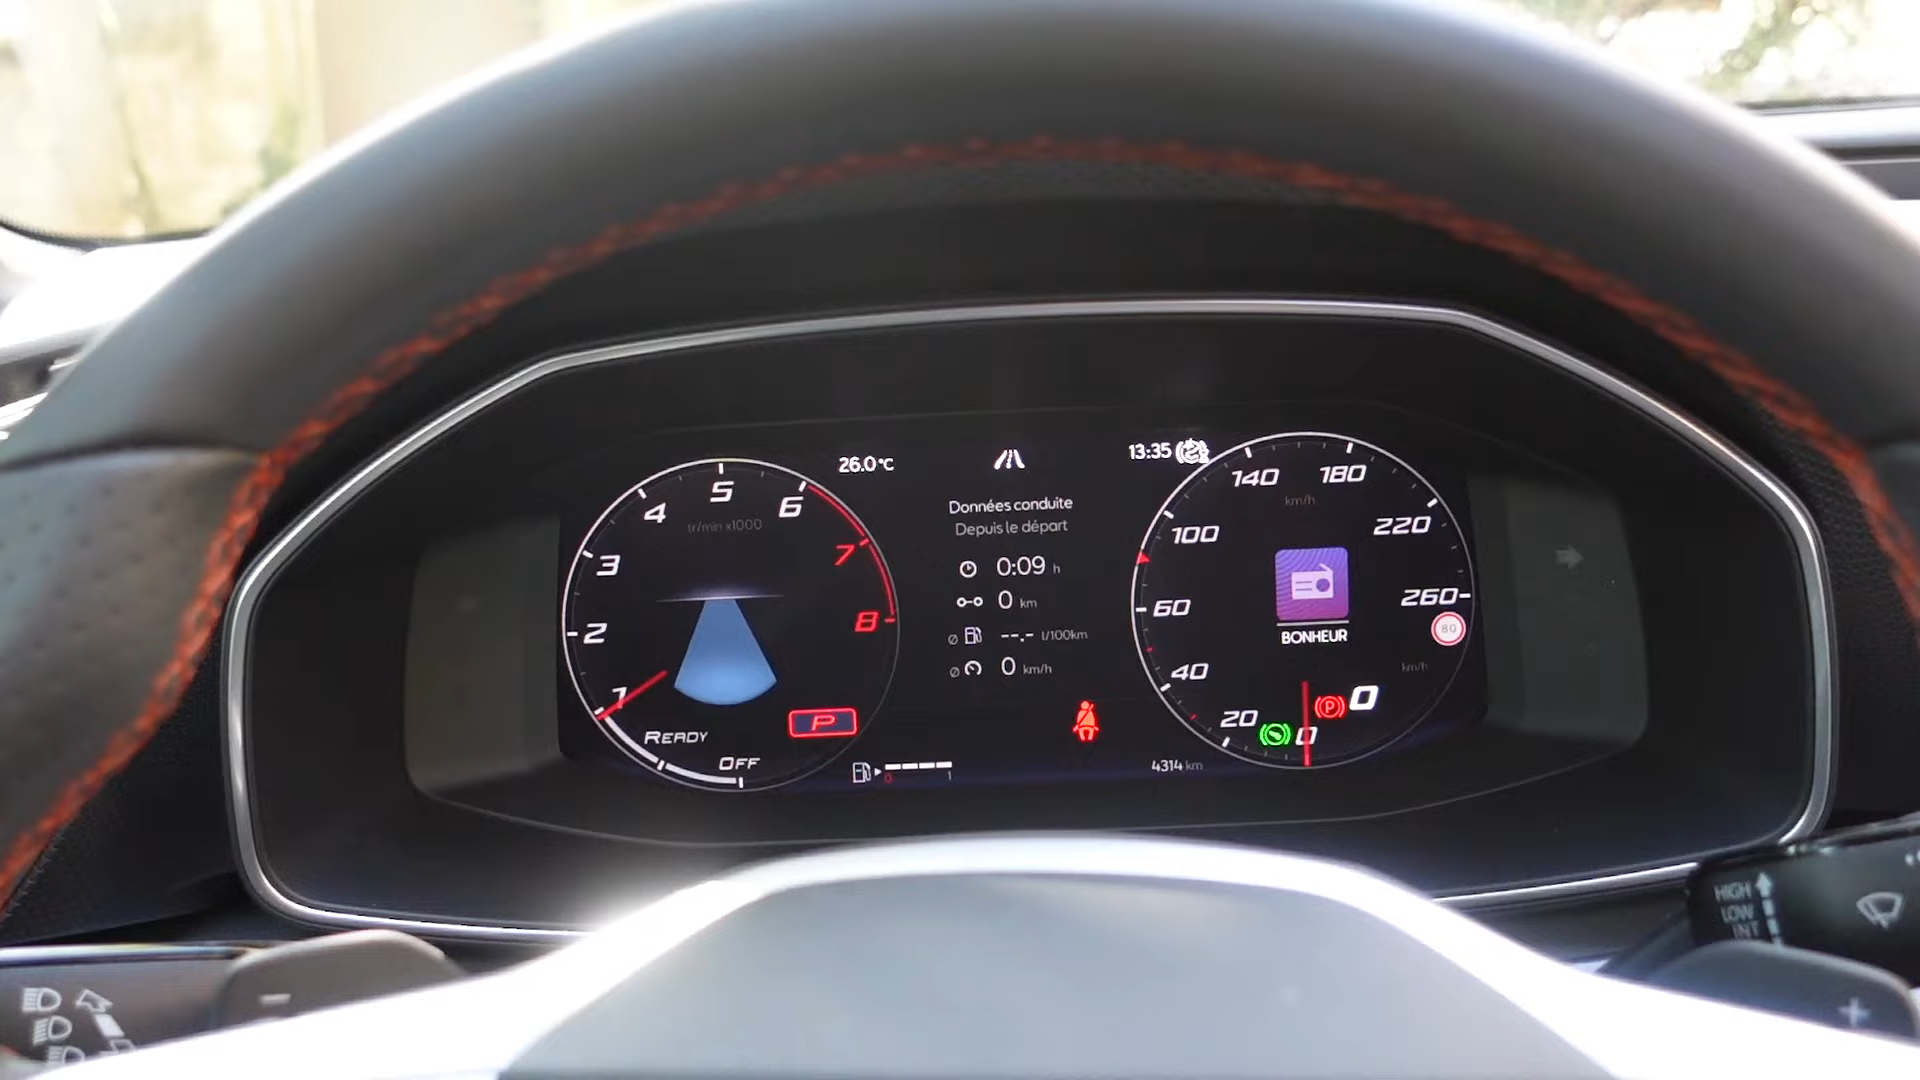 26.0°C
13:35
4
5
6
tr/min x1000
3
7
2
8
1
READY
OFF
P
Données conduite
Depuis le départ
0:09 h
0 km
--.- l/100km
0 km/h
0
1
4314 km
140
180
km/h
100
220
60
260
BONHEUR
80
km/h
40
P
0
20
0
HIGH
LOW
INT